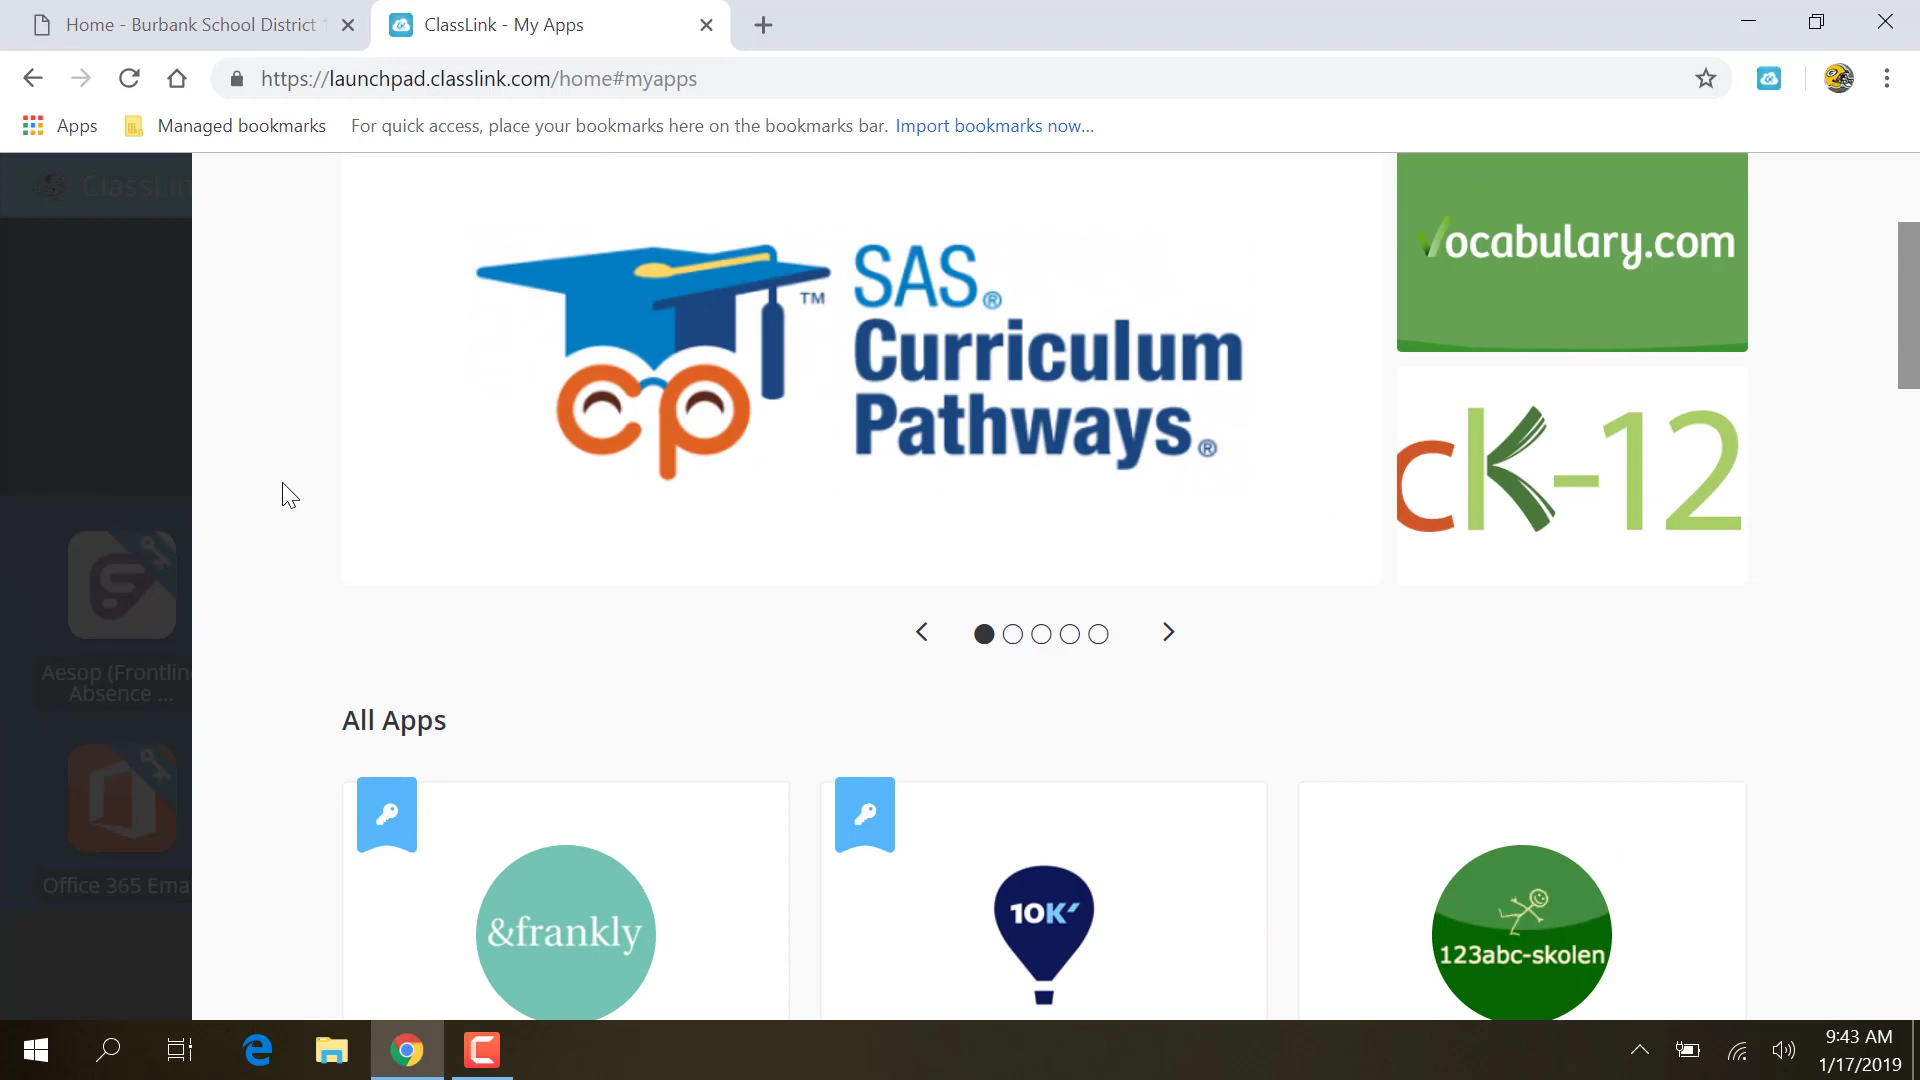 Home - Burbank School District
ClassLink - My Apps
https://launchpad.classlink.com/home#myapps
Apps
Managed bookmarks
For quick access, place your bookmarks here on the bookmarks bar. Import bookmarks now...
ClassLin
SAS®
Curriculum
Pathways®
cp
TM
Vocabulary.com
cK-12
All Apps
Aesop (Frontlin
Absence ...
Office 365 Ema
&frankly
10K
123abc-skolen
9:43 AM
1/17/2019